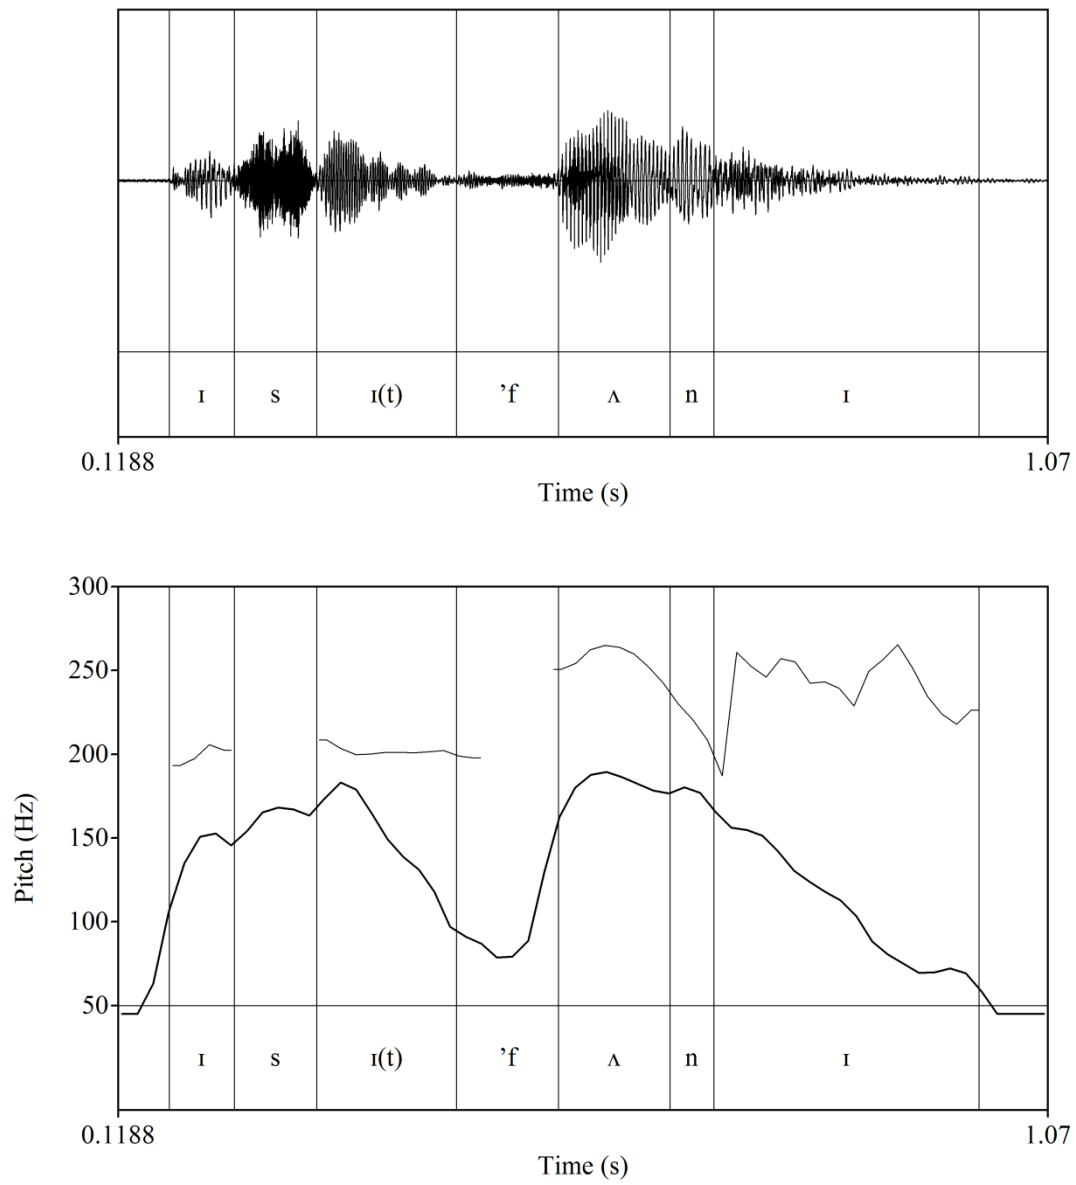 ɪ s ɪ(t) ’f ʌ n ɪ
0.1188 1.07
Time (s)
300
250
200
150
100
50
Pitch (Hz)
ɪ s ɪ(t) ’f ʌ n ɪ
0.1188 1.07
Time (s)